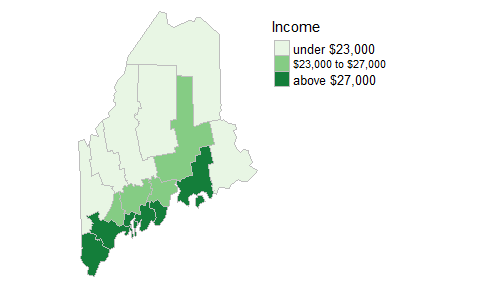 Income
under $23,000
$23,000 to $27,000
above $27,000